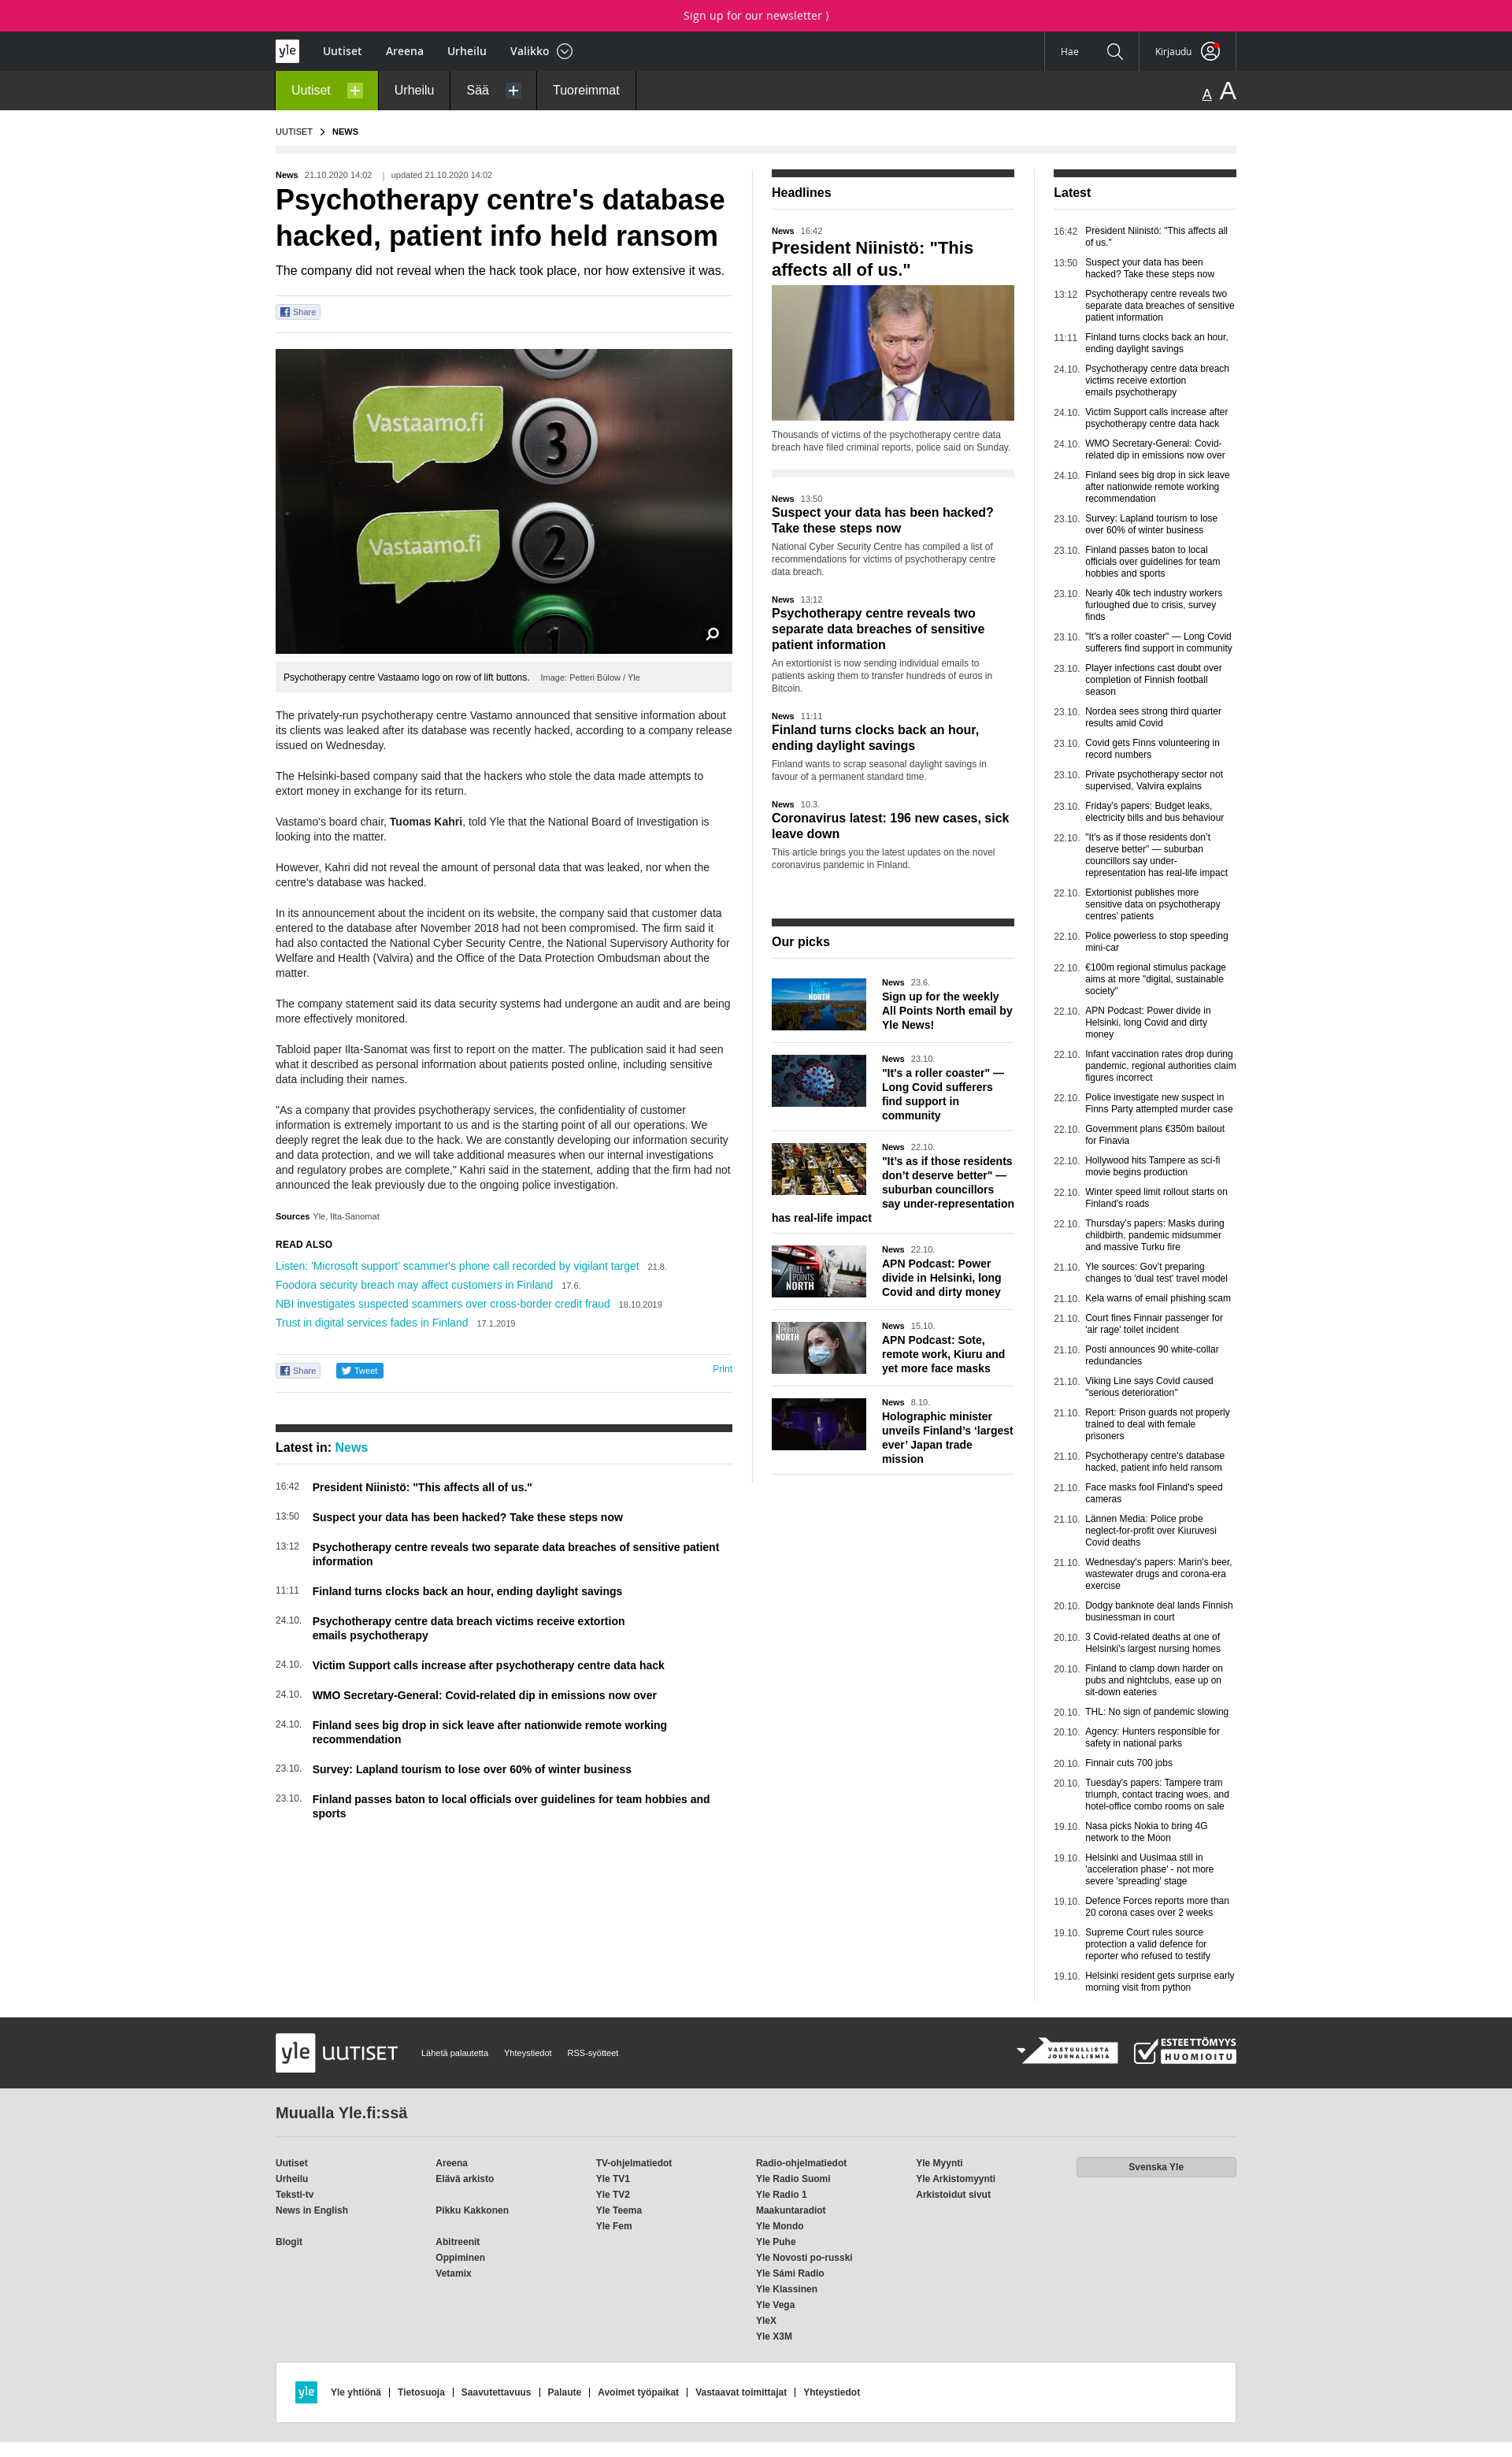 Sign up for our newsletter ⟩
yle
Uutiset
Areena
Urheilu
Valikko
Hae
Kirjaudu
Uutiset
Urheilu
Sää
Tuoreimmat
A A
UUTISET
NEWS
News 21.10.2020 14:02 | updated 21.10.2020 14:02
Psychotherapy centre's database
hacked, patient info held ransom
The company did not reveal when the hack took place, nor how extensive it was.
Share
Vastaamo.fi
3
Vastaamo.fi
2
1
Psychotherapy centre Vastaamo logo on row of lift buttons. Image: Petteri Bülow / Yle
The privately-run psychotherapy centre Vastamo announced that sensitive information about
its clients was leaked after its database was recently hacked, according to a company release
issued on Wednesday.
The Helsinki-based company said that the hackers who stole the data made attempts to
extort money in exchange for its return.
Vastamo's board chair, Tuomas Kahri, told Yle that the National Board of Investigation is
looking into the matter.
However, Kahri did not reveal the amount of personal data that was leaked, nor when the
centre's database was hacked.
In its announcement about the incident on its website, the company said that customer data
entered to the database after November 2018 had not been compromised. The firm said it
had also contacted the National Cyber Security Centre, the National Supervisory Authority for
Welfare and Health (Valvira) and the Office of the Data Protection Ombudsman about the
matter.
The company statement said its data security systems had undergone an audit and are being
more effectively monitored.
Tabloid paper Ilta-Sanomat was first to report on the matter. The publication said it had seen
what it described as personal information about patients posted online, including sensitive
data including their names.
"As a company that provides psychotherapy services, the confidentiality of customer
information is extremely important to us and is the starting point of all our operations. We
deeply regret the leak due to the hack. We are constantly developing our information security
and data protection, and we will take additional measures when our internal investigations
and regulatory probes are complete," Kahri said in the statement, adding that the firm had not
announced the leak previously due to the ongoing police investigation.
Sources Yle, Ilta-Sanomat
READ ALSO
Listen: 'Microsoft support' scammer's phone call recorded by vigilant target 21.8.
Foodora security breach may affect customers in Finland 17.6.
NBI investigates suspected scammers over cross-border credit fraud 18.10.2019
Trust in digital services fades in Finland 17.1.2019
Share
Tweet
Print
Latest in: News
16:42 President Niinistö: "This affects all of us."
13:50 Suspect your data has been hacked? Take these steps now
13:12 Psychotherapy centre reveals two separate data breaches of sensitive patient
information
11:11 Finland turns clocks back an hour, ending daylight savings
24.10. Psychotherapy centre data breach victims receive extortion
emails psychotherapy
24.10. Victim Support calls increase after psychotherapy centre data hack
24.10. WMO Secretary-General: Covid-related dip in emissions now over
24.10. Finland sees big drop in sick leave after nationwide remote working
recommendation
23.10. Survey: Lapland tourism to lose over 60% of winter business
23.10. Finland passes baton to local officials over guidelines for team hobbies and
sports
Headlines
News 16:42
President Niinistö: "This
affects all of us."
Thousands of victims of the psychotherapy centre data
breach have filed criminal reports, police said on Sunday.
News 13:50
Suspect your data has been hacked?
Take these steps now
National Cyber Security Centre has compiled a list of
recommendations for victims of psychotherapy centre
data breach.
News 13:12
Psychotherapy centre reveals two
separate data breaches of sensitive
patient information
An extortionist is now sending individual emails to
patients asking them to transfer hundreds of euros in
Bitcoin.
News 11:11
Finland turns clocks back an hour,
ending daylight savings
Finland wants to scrap seasonal daylight savings in
favour of a permanent standard time.
News 10.3.
Coronavirus latest: 196 new cases, sick
leave down
This article brings you the latest updates on the novel
coronavirus pandemic in Finland.
Our picks
ALL POINTS NORTH
News 23.6.
Sign up for the weekly
All Points North email by
Yle News!
News 23.10.
"It's a roller coaster" —
Long Covid sufferers
find support in
community
News 22.10.
"It’s as if those residents
don’t deserve better" —
suburban councillors
say under-representation
has real-life impact
ALL POINTS NORTH
News 22.10.
APN Podcast: Power
divide in Helsinki, long
Covid and dirty money
POINTS NORTH
News 15.10.
APN Podcast: Sote,
remote work, Kiuru and
yet more face masks
News 8.10.
Holographic minister
unveils Finland’s ‘largest
ever’ Japan trade
mission
Latest
16:42 President Niinistö: "This affects all
of us."
13:50 Suspect your data has been
hacked? Take these steps now
13:12 Psychotherapy centre reveals two
separate data breaches of sensitive
patient information
11:11 Finland turns clocks back an hour,
ending daylight savings
24.10. Psychotherapy centre data breach
victims receive extortion
emails psychotherapy
24.10. Victim Support calls increase after
psychotherapy centre data hack
24.10. WMO Secretary-General: Covid-
related dip in emissions now over
24.10. Finland sees big drop in sick leave
after nationwide remote working
recommendation
23.10. Survey: Lapland tourism to lose
over 60% of winter business
23.10. Finland passes baton to local
officials over guidelines for team
hobbies and sports
23.10. Nearly 40k tech industry workers
furloughed due to crisis, survey
finds
23.10. "It's a roller coaster" — Long Covid
sufferers find support in community
23.10. Player infections cast doubt over
completion of Finnish football
season
23.10. Nordea sees strong third quarter
results amid Covid
23.10. Covid gets Finns volunteering in
record numbers
23.10. Private psychotherapy sector not
supervised, Valvira explains
23.10. Friday's papers: Budget leaks,
electricity bills and bus behaviour
22.10. "It’s as if those residents don’t
deserve better" — suburban
councillors say under-
representation has real-life impact
22.10. Extortionist publishes more
sensitive data on psychotherapy
centres’ patients
22.10. Police powerless to stop speeding
mini-car
22.10. €100m regional stimulus package
aims at more "digital, sustainable
society"
22.10. APN Podcast: Power divide in
Helsinki, long Covid and dirty
money
22.10. Infant vaccination rates drop during
pandemic, regional authorities claim
figures incorrect
22.10. Police investigate new suspect in
Finns Party attempted murder case
22.10. Government plans €350m bailout
for Finavia
22.10. Hollywood hits Tampere as sci-fi
movie begins production
22.10. Winter speed limit rollout starts on
Finland's roads
22.10. Thursday's papers: Masks during
childbirth, pandemic midsummer
and massive Turku fire
21.10. Yle sources: Gov’t preparing
changes to 'dual test' travel model
21.10. Kela warns of email phishing scam
21.10. Court fines Finnair passenger for
'air rage' toilet incident
21.10. Posti announces 90 white-collar
redundancies
21.10. Viking Line says Covid caused
"serious deterioration"
21.10. Report: Prison guards not properly
trained to deal with female
prisoners
21.10. Psychotherapy centre's database
hacked, patient info held ransom
21.10. Face masks fool Finland's speed
cameras
21.10. Lännen Media: Police probe
neglect-for-profit over Kiuruvesi
Covid deaths
21.10. Wednesday's papers: Marin's beer,
wastewater drugs and corona-era
exercise
20.10. Dodgy banknote deal lands Finnish
businessman in court
20.10. 3 Covid-related deaths at one of
Helsinki's largest nursing homes
20.10. Finland to clamp down harder on
pubs and nightclubs, ease up on
sit-down eateries
20.10. THL: No sign of pandemic slowing
20.10. Agency: Hunters responsible for
safety in national parks
20.10. Finnair cuts 700 jobs
20.10. Tuesday's papers: Tampere tram
triumph, contact tracing woes, and
hotel-office combo rooms on sale
19.10. Nasa picks Nokia to bring 4G
network to the Moon
19.10. Helsinki and Uusimaa still in
'acceleration phase' - not more
severe 'spreading' stage
19.10. Defence Forces reports more than
20 corona cases over 2 weeks
19.10. Supreme Court rules source
protection a valid defence for
reporter who refused to testify
19.10. Helsinki resident gets surprise early
morning visit from python
yle UUTISET
Lähetä palautetta
Yhteystiedot
RSS-syötteet
VASTUULLISTA
JOURNALISMIA
ESTEETTÖMYYS
HUOMIOITU
Muualla Yle.fi:ssä
Uutiset
Urheilu
Teksti-tv
News in English
Blogit
Areena
Elävä arkisto
Pikku Kakkonen
Abitreenit
Oppiminen
Vetamix
TV-ohjelmatiedot
Yle TV1
Yle TV2
Yle Teema
Yle Fem
Radio-ohjelmatiedot
Yle Radio Suomi
Yle Radio 1
Maakuntaradiot
Yle Mondo
Yle Puhe
Yle Novosti po-russki
Yle Sámi Radio
Yle Klassinen
Yle Vega
YleX
Yle X3M
Yle Myynti
Yle Arkistomyynti
Arkistoidut sivut
Svenska Yle
yle
Yle yhtiönä | Tietosuoja | Saavutettavuus | Palaute | Avoimet työpaikat | Vastaavat toimittajat | Yhteystiedot